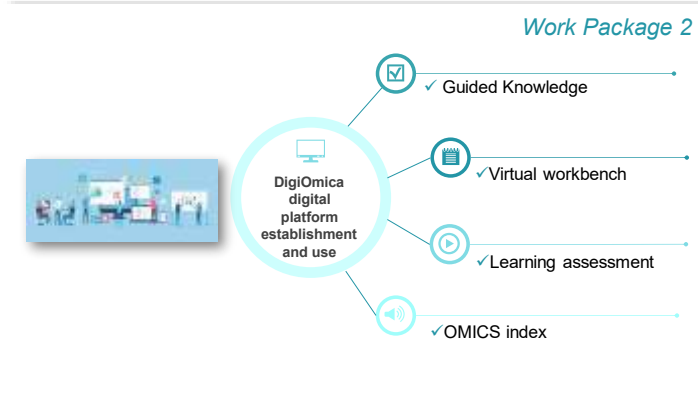 Work Package 2
✓ Guided Knowledge
✓Virtual workbench
DigiOmica
digital
platform
establishment
and use
✓Learning assessment
✓OMICS index